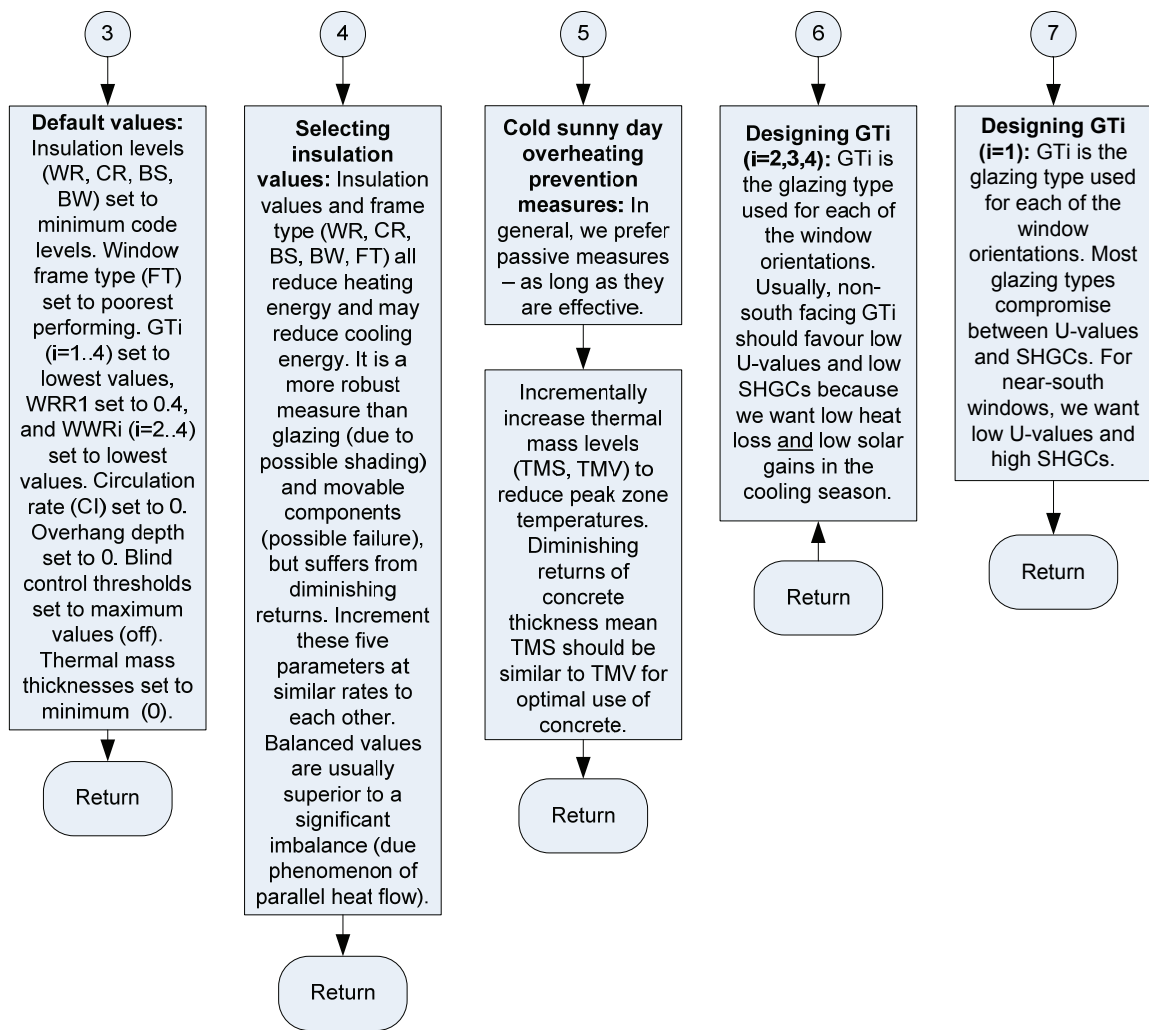 3
Default values:
Insulation levels
(WR, CR, BS,
BW) set to
minimum code
levels. Window
frame type (FT)
set to poorest
performing. GTi
(i=1..4) set to
lowest values,
WRR1 set to 0.4,
and WWRi (i=2..4)
set to lowest
values. Circulation
rate (CI) set to 0.
Overhang depth
set to 0. Blind
control thresholds
set to maximum
values (off).
Thermal mass
thicknesses set to
minimum (0).
Return
4
Selecting
insulation
values: Insulation
values and frame
type (WR, CR,
BS, BW, FT) all
reduce heating
energy and may
reduce cooling
energy. It is a
more robust
measure than
glazing (due to
possible shading)
and movable
components
(possible failure),
but suffers from
diminishing
returns. Increment
these five
parameters at
similar rates to
each other.
Balanced values
are usually
superior to a
significant
imbalance (due
phenomenon of
parallel heat flow).
Return
5
Cold sunny day
overheating
prevention
measures: In
general, we prefer
passive measures
– as long as they
are effective.
Incrementally
increase thermal
mass levels
(TMS, TMV) to
reduce peak zone
temperatures.
Diminishing
returns of
concrete
thickness mean
TMS should be
similar to TMV for
optimal use of
concrete.
Return
6
Designing GTi
(i=2,3,4): GTi is
the glazing type
used for each of
the window
orientations.
Usually, non-
south facing GTi
should favour low
U-values and low
SHGCs because
we want low heat
loss and low solar
gains in the
cooling season.
Return
7
Designing GTi
(i=1): GTi is the
glazing type used
for each of the
window
orientations. Most
glazing types
compromise
between U-values
and SHGCs. For
near-south
windows, we want
low U-values and
high SHGCs.
Return